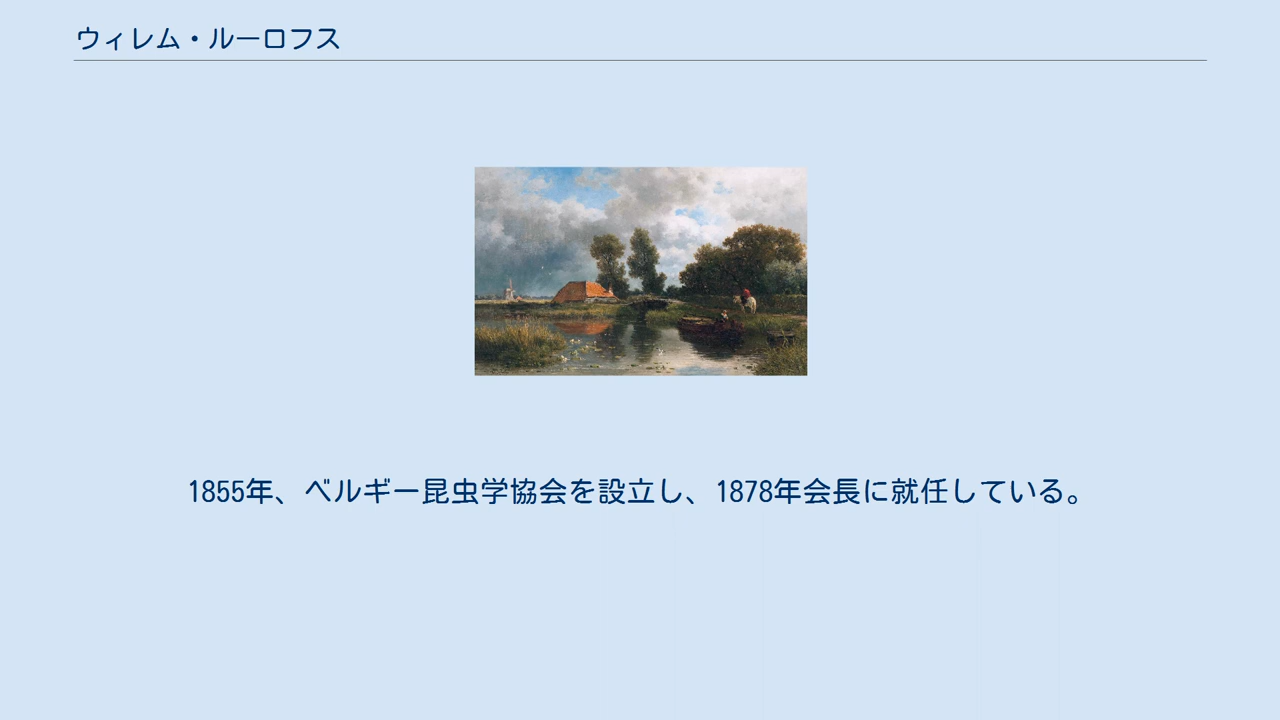 ウィレム・ルーロフス
1855年、ベルギー昆虫学協会を設立し、1878年会長に就任している。